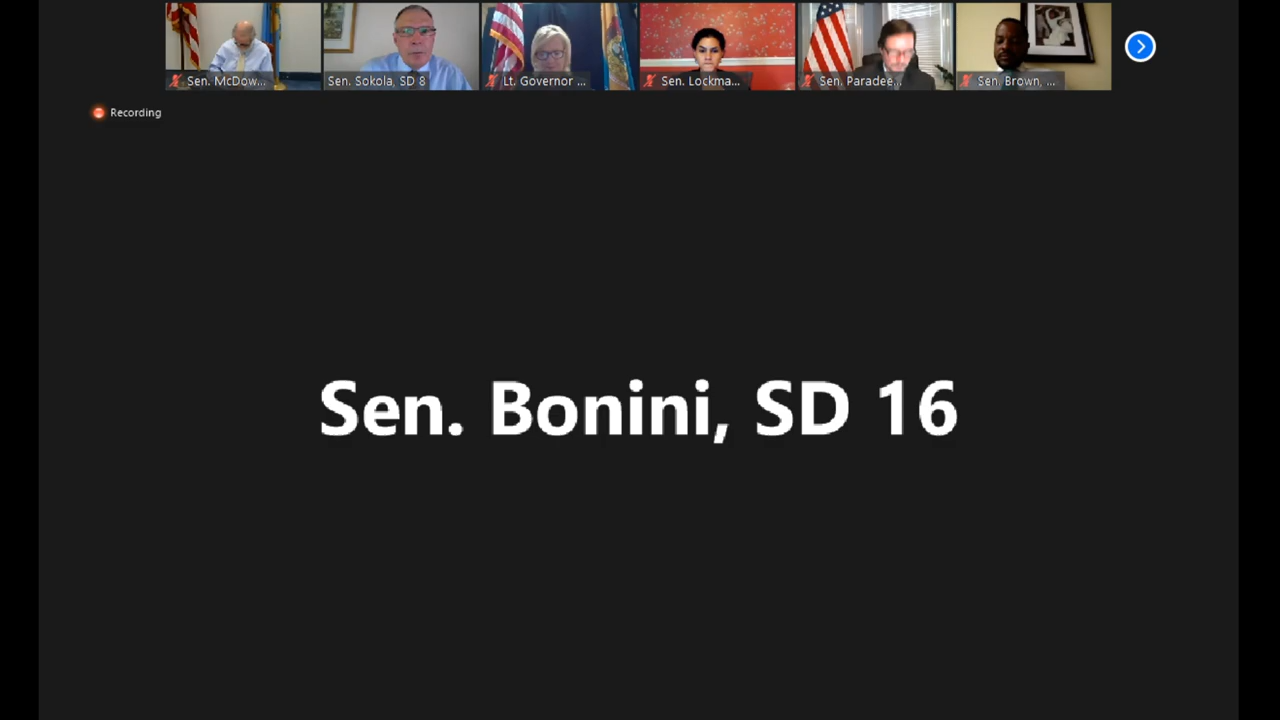 Sen. McDow...
Sen. Sokola, SD 8
Lt. Governor ...
Sen. Lockma...
Sen. Paradee...
Sen. Brown, ...
Recording
Sen. Bonini, SD 16